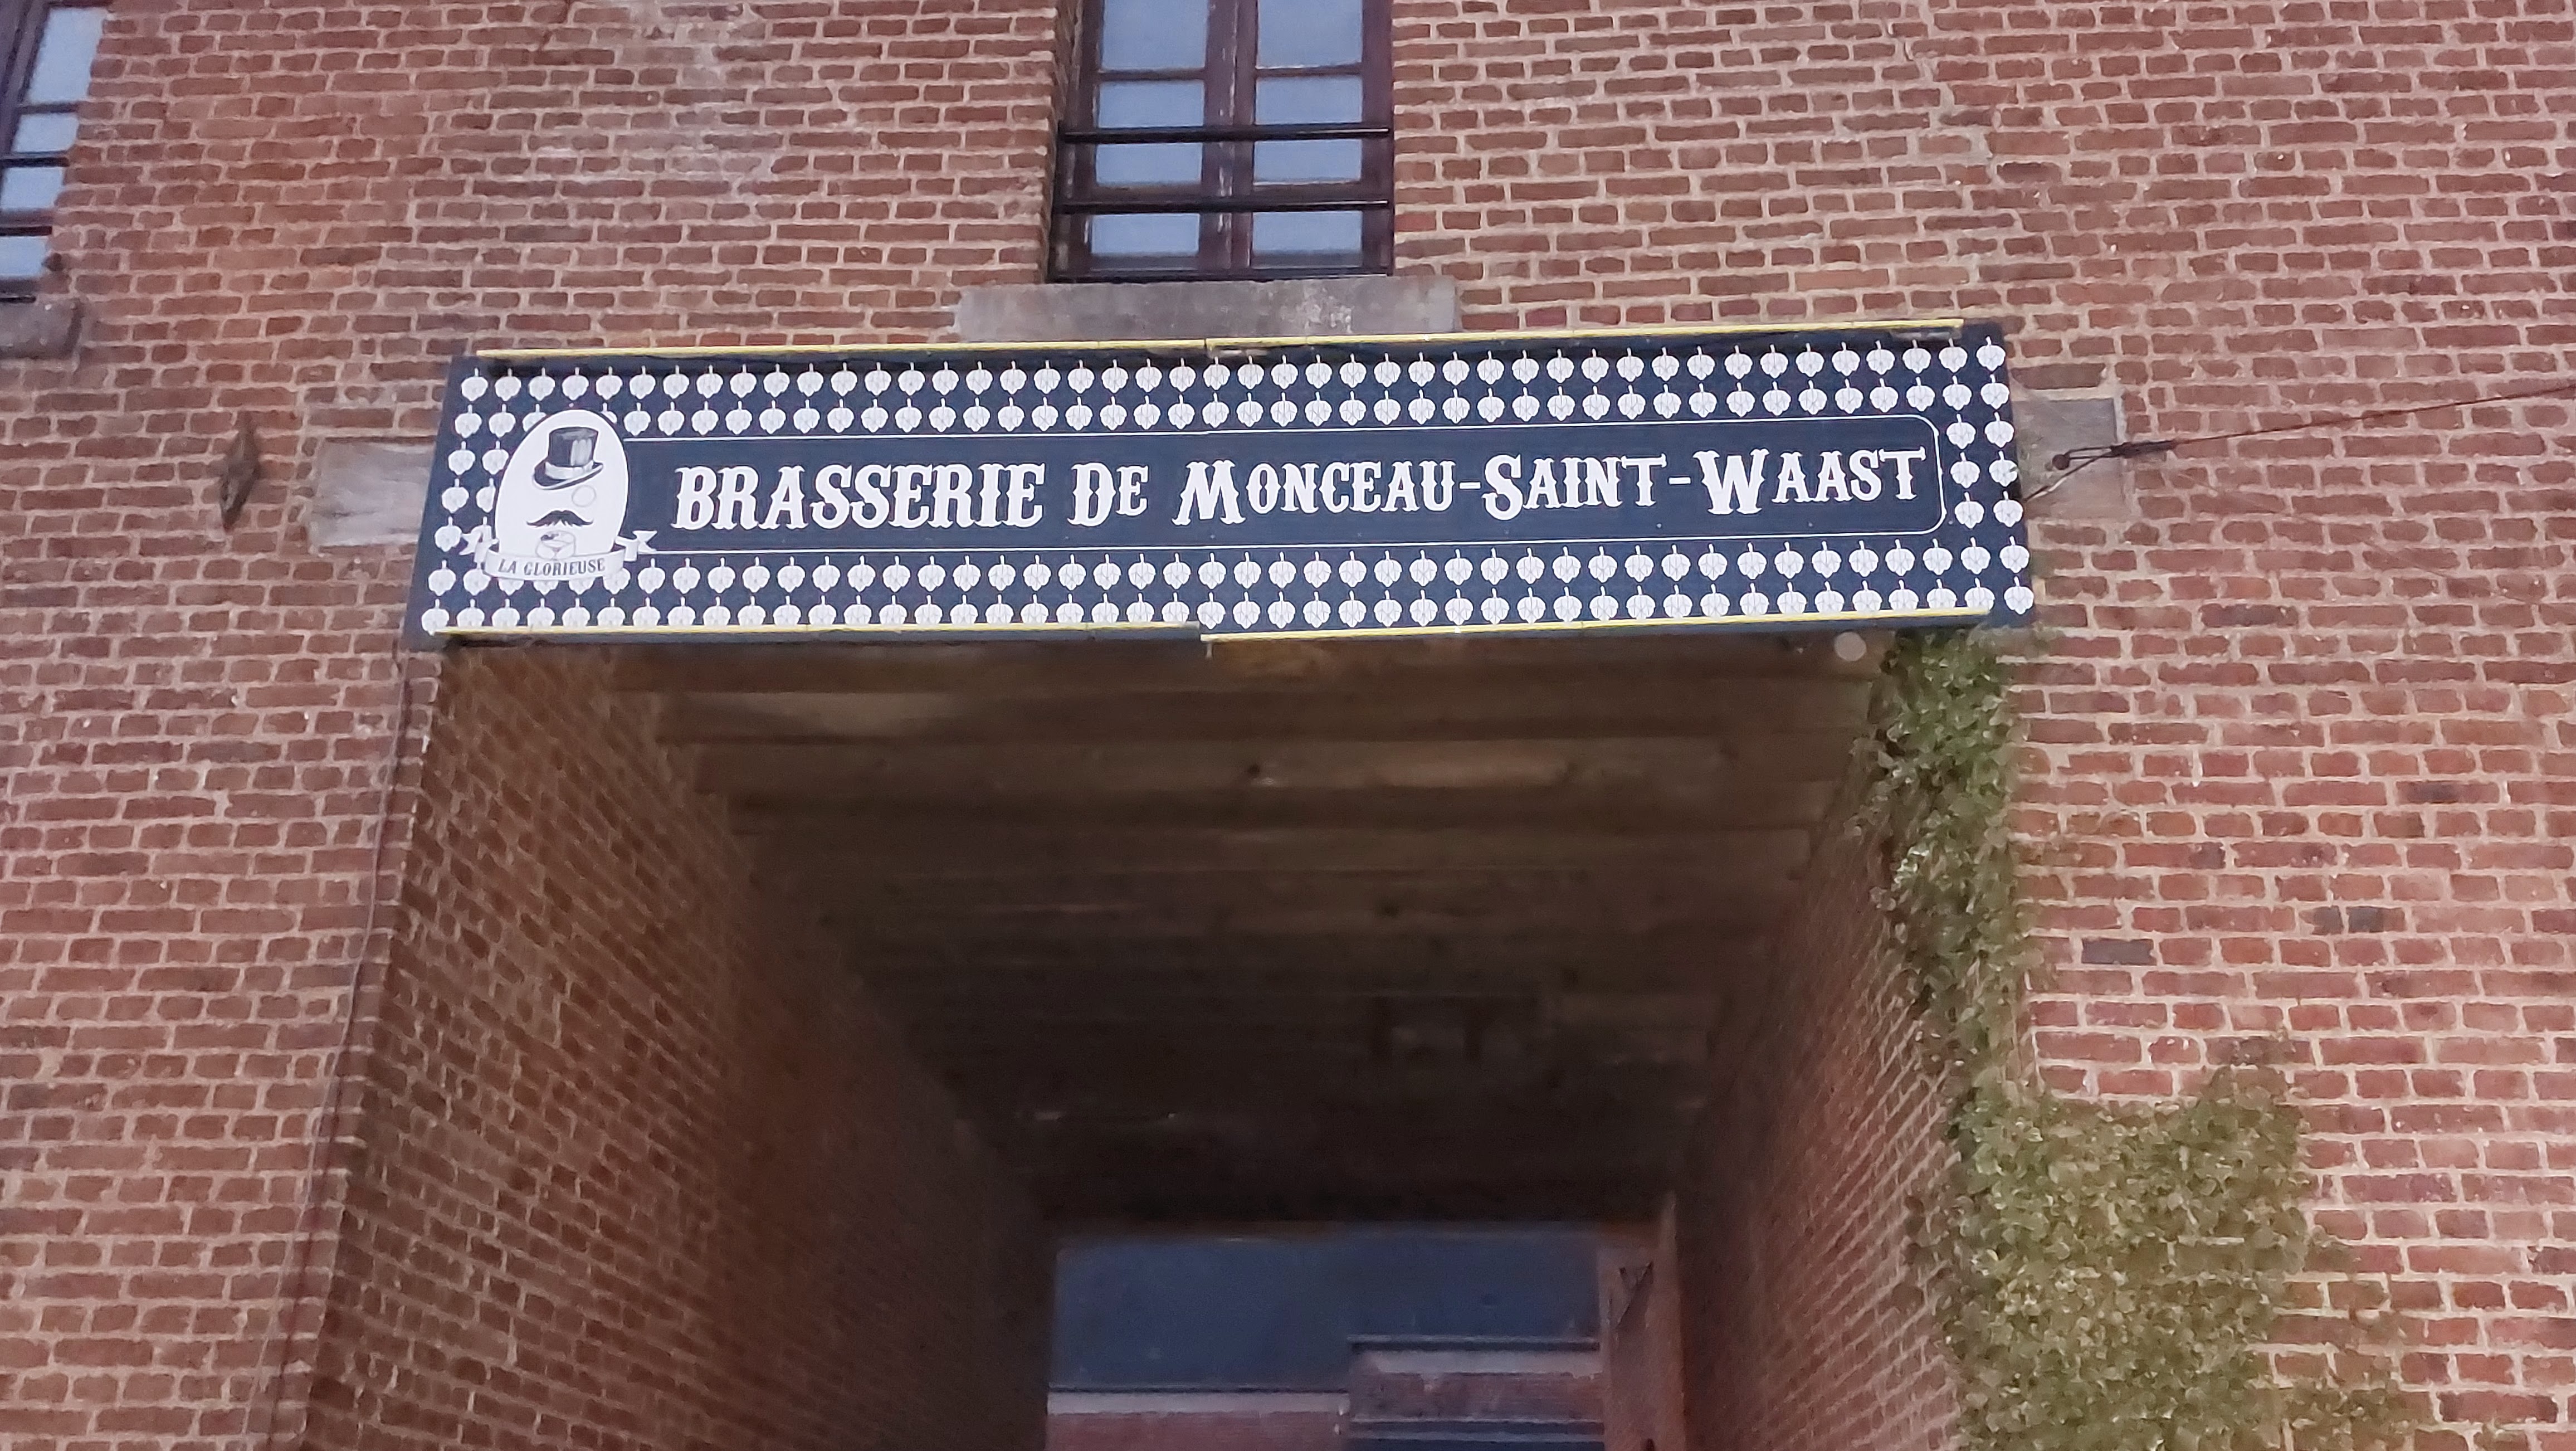 BRASSERIE DE MONCEAU-SAINT-WAAST
LA GLORIEUSE